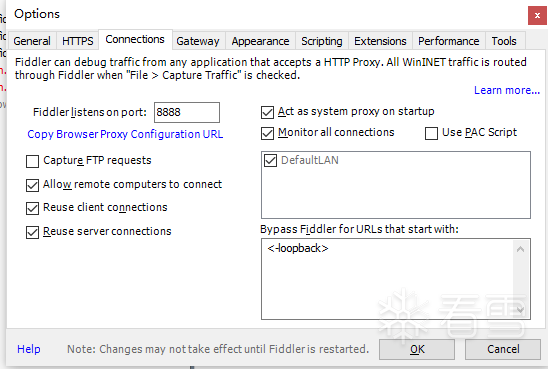 Options
General HTTPS Connections Gateway Appearance Scripting Extensions Performance Tools
Fiddler can debug traffic from any application that accepts a HTTP Proxy. All WinINET traffic is routed
through Fiddler when "File > Capture Traffic" is checked.
Learn more...
Fiddler listens on port: 8888
Copy Browser Proxy Configuration URL
Capture FTP requests
Allow remote computers to connect
Reuse client connections
Reuse server connections
Act as system proxy on startup
Monitor all connections Use PAC Script
DefaultLAN
Bypass Fiddler for URLs that start with:
<-loopback>
看雪
Help Note: Changes may not take effect until Fiddler is restarted. OK Cancel